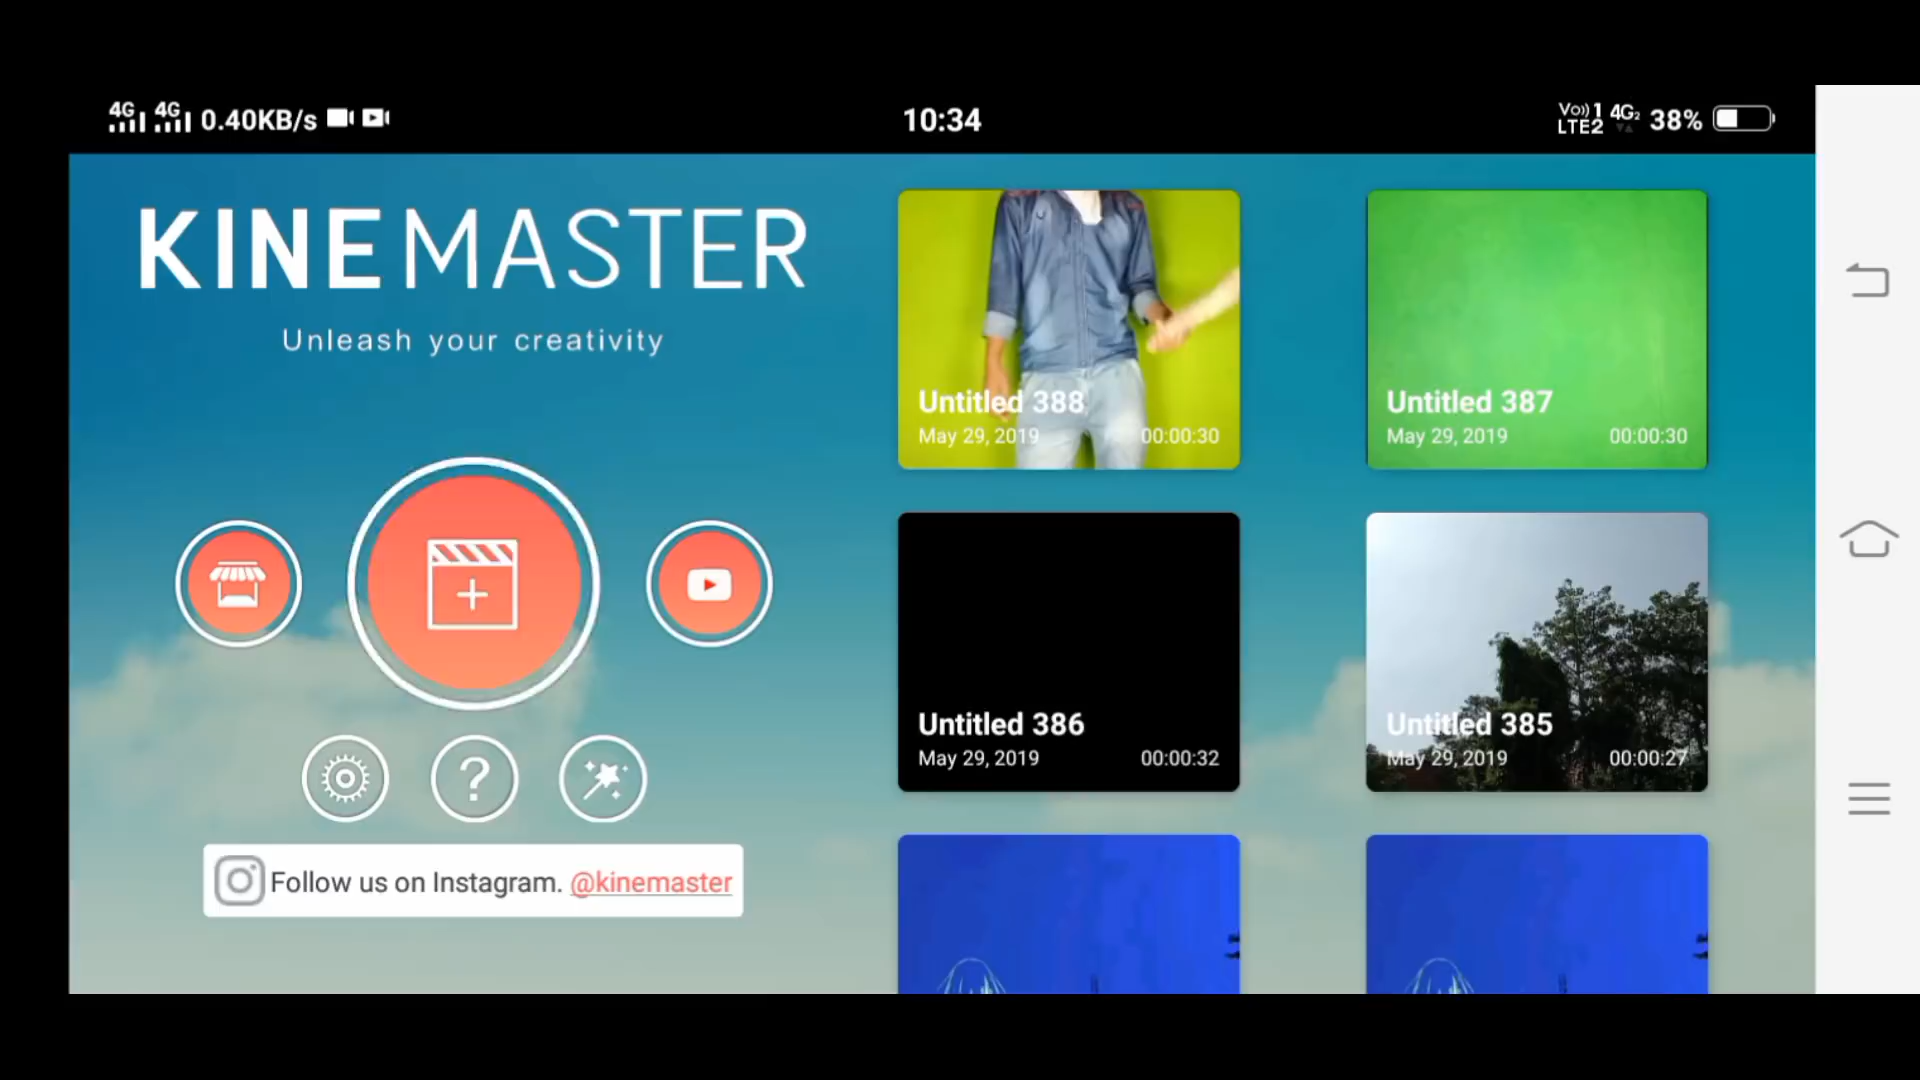 4G 4G 0.40KB/s
10:34
Vo)) 1 4G2 38%
LTE2
KINEMASTER
Unleash your creativity
Follow us on Instagram. @kinemaster
Untitled 388
May 29, 2019 00:00:30
Untitled 387
May 29, 2019 00:00:30
Untitled 386
May 29, 2019 00:00:32
Untitled 385
May 29, 2019 00:00:27